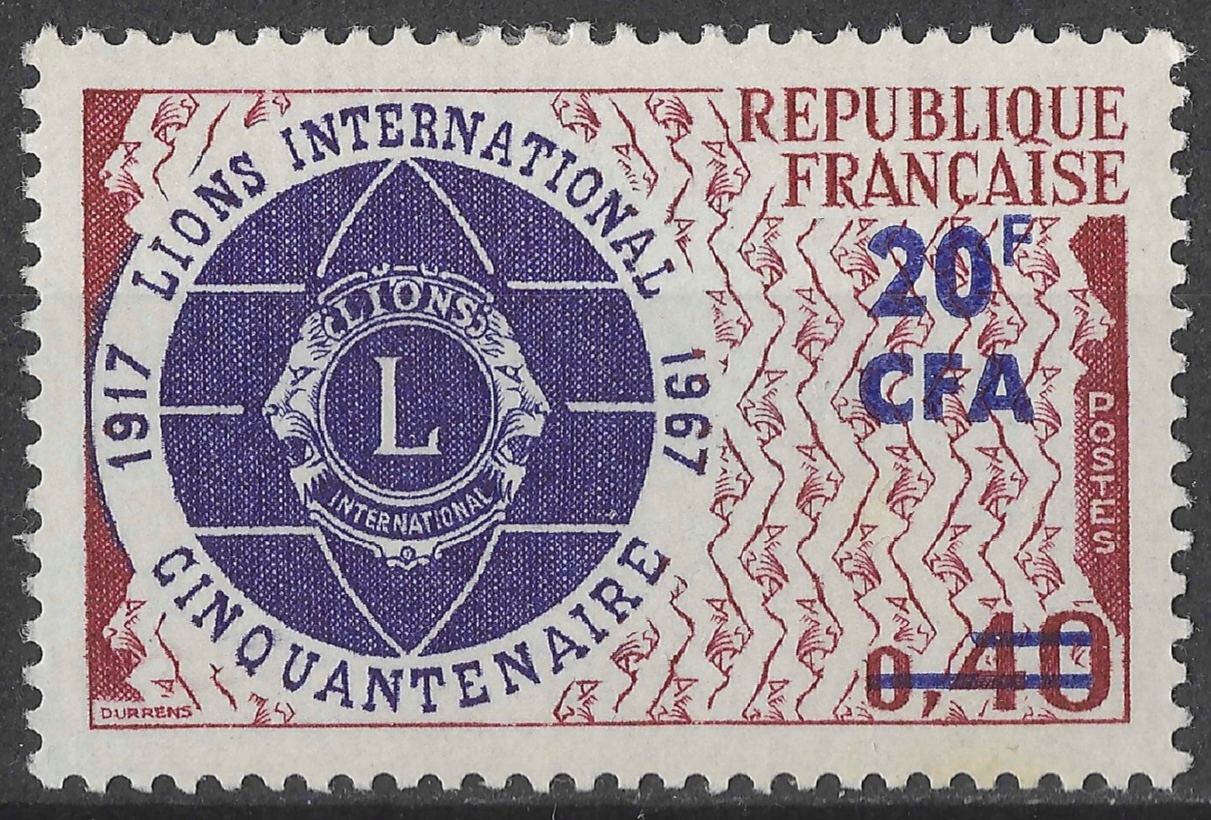 REPUBLIQUE
FRANÇAISE
LIONS INTERNATIONAL
1917
1967
CINQUANTENAIRE
LIONS
L
INTERNATIONAL
20F
CFA
POSTES
0,40
DURRENS